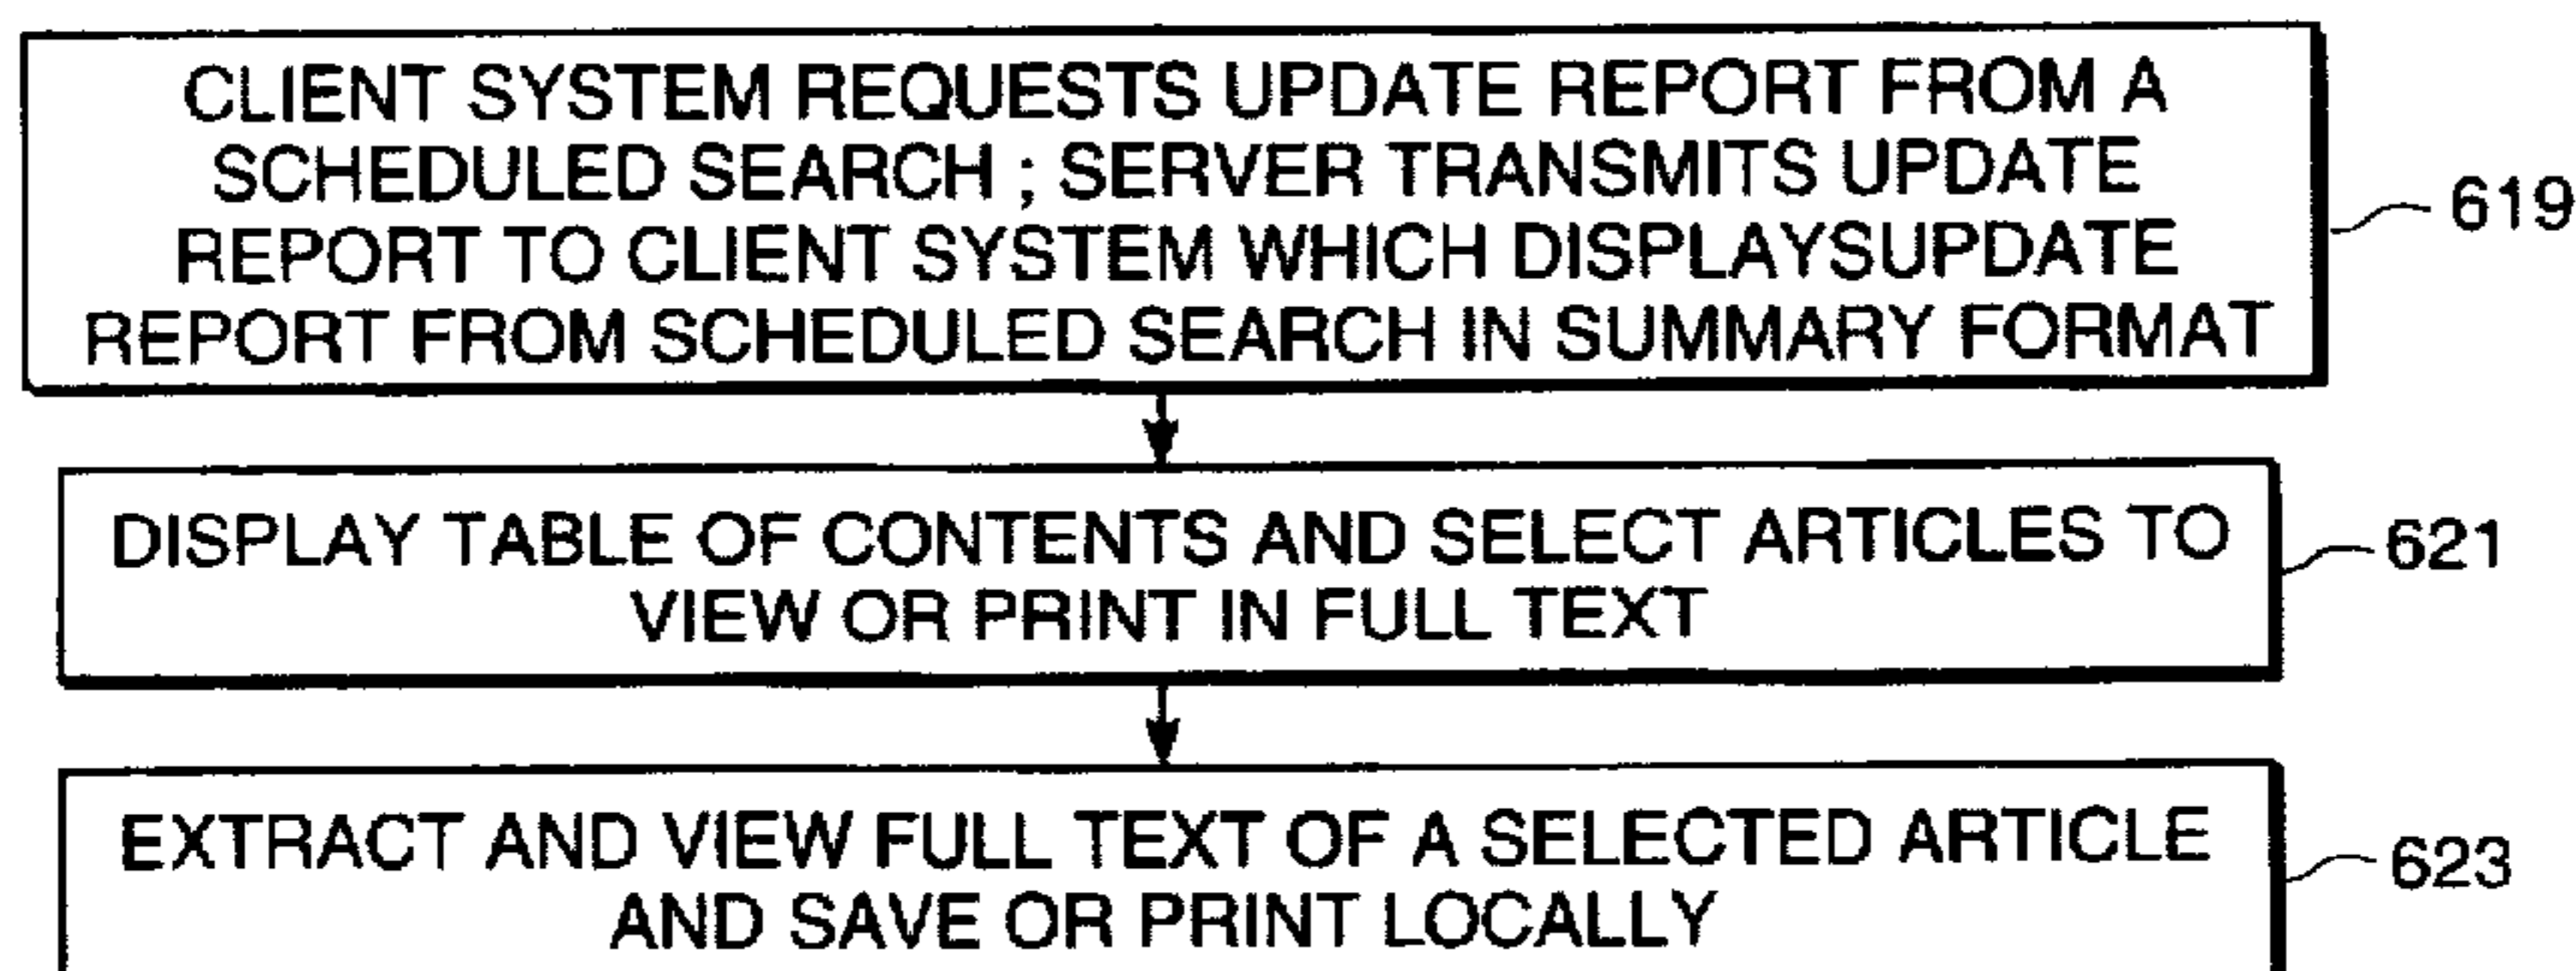 CLIENT SYSTEM REQUESTS UPDATE REPORT FROM A
SCHEDULED SEARCH ; SERVER TRANSMITS UPDATE
REPORT TO CLIENT SYSTEM WHICH DISPLAYSUPDATE
REPORT FROM SCHEDULED SEARCH IN SUMMARY FORMAT
619
DISPLAY TABLE OF CONTENTS AND SELECT ARTICLES TO
VIEW OR PRINT IN FULL TEXT
621
EXTRACT AND VIEW FULL TEXT OF A SELECTED ARTICLE
AND SAVE OR PRINT LOCALLY
623